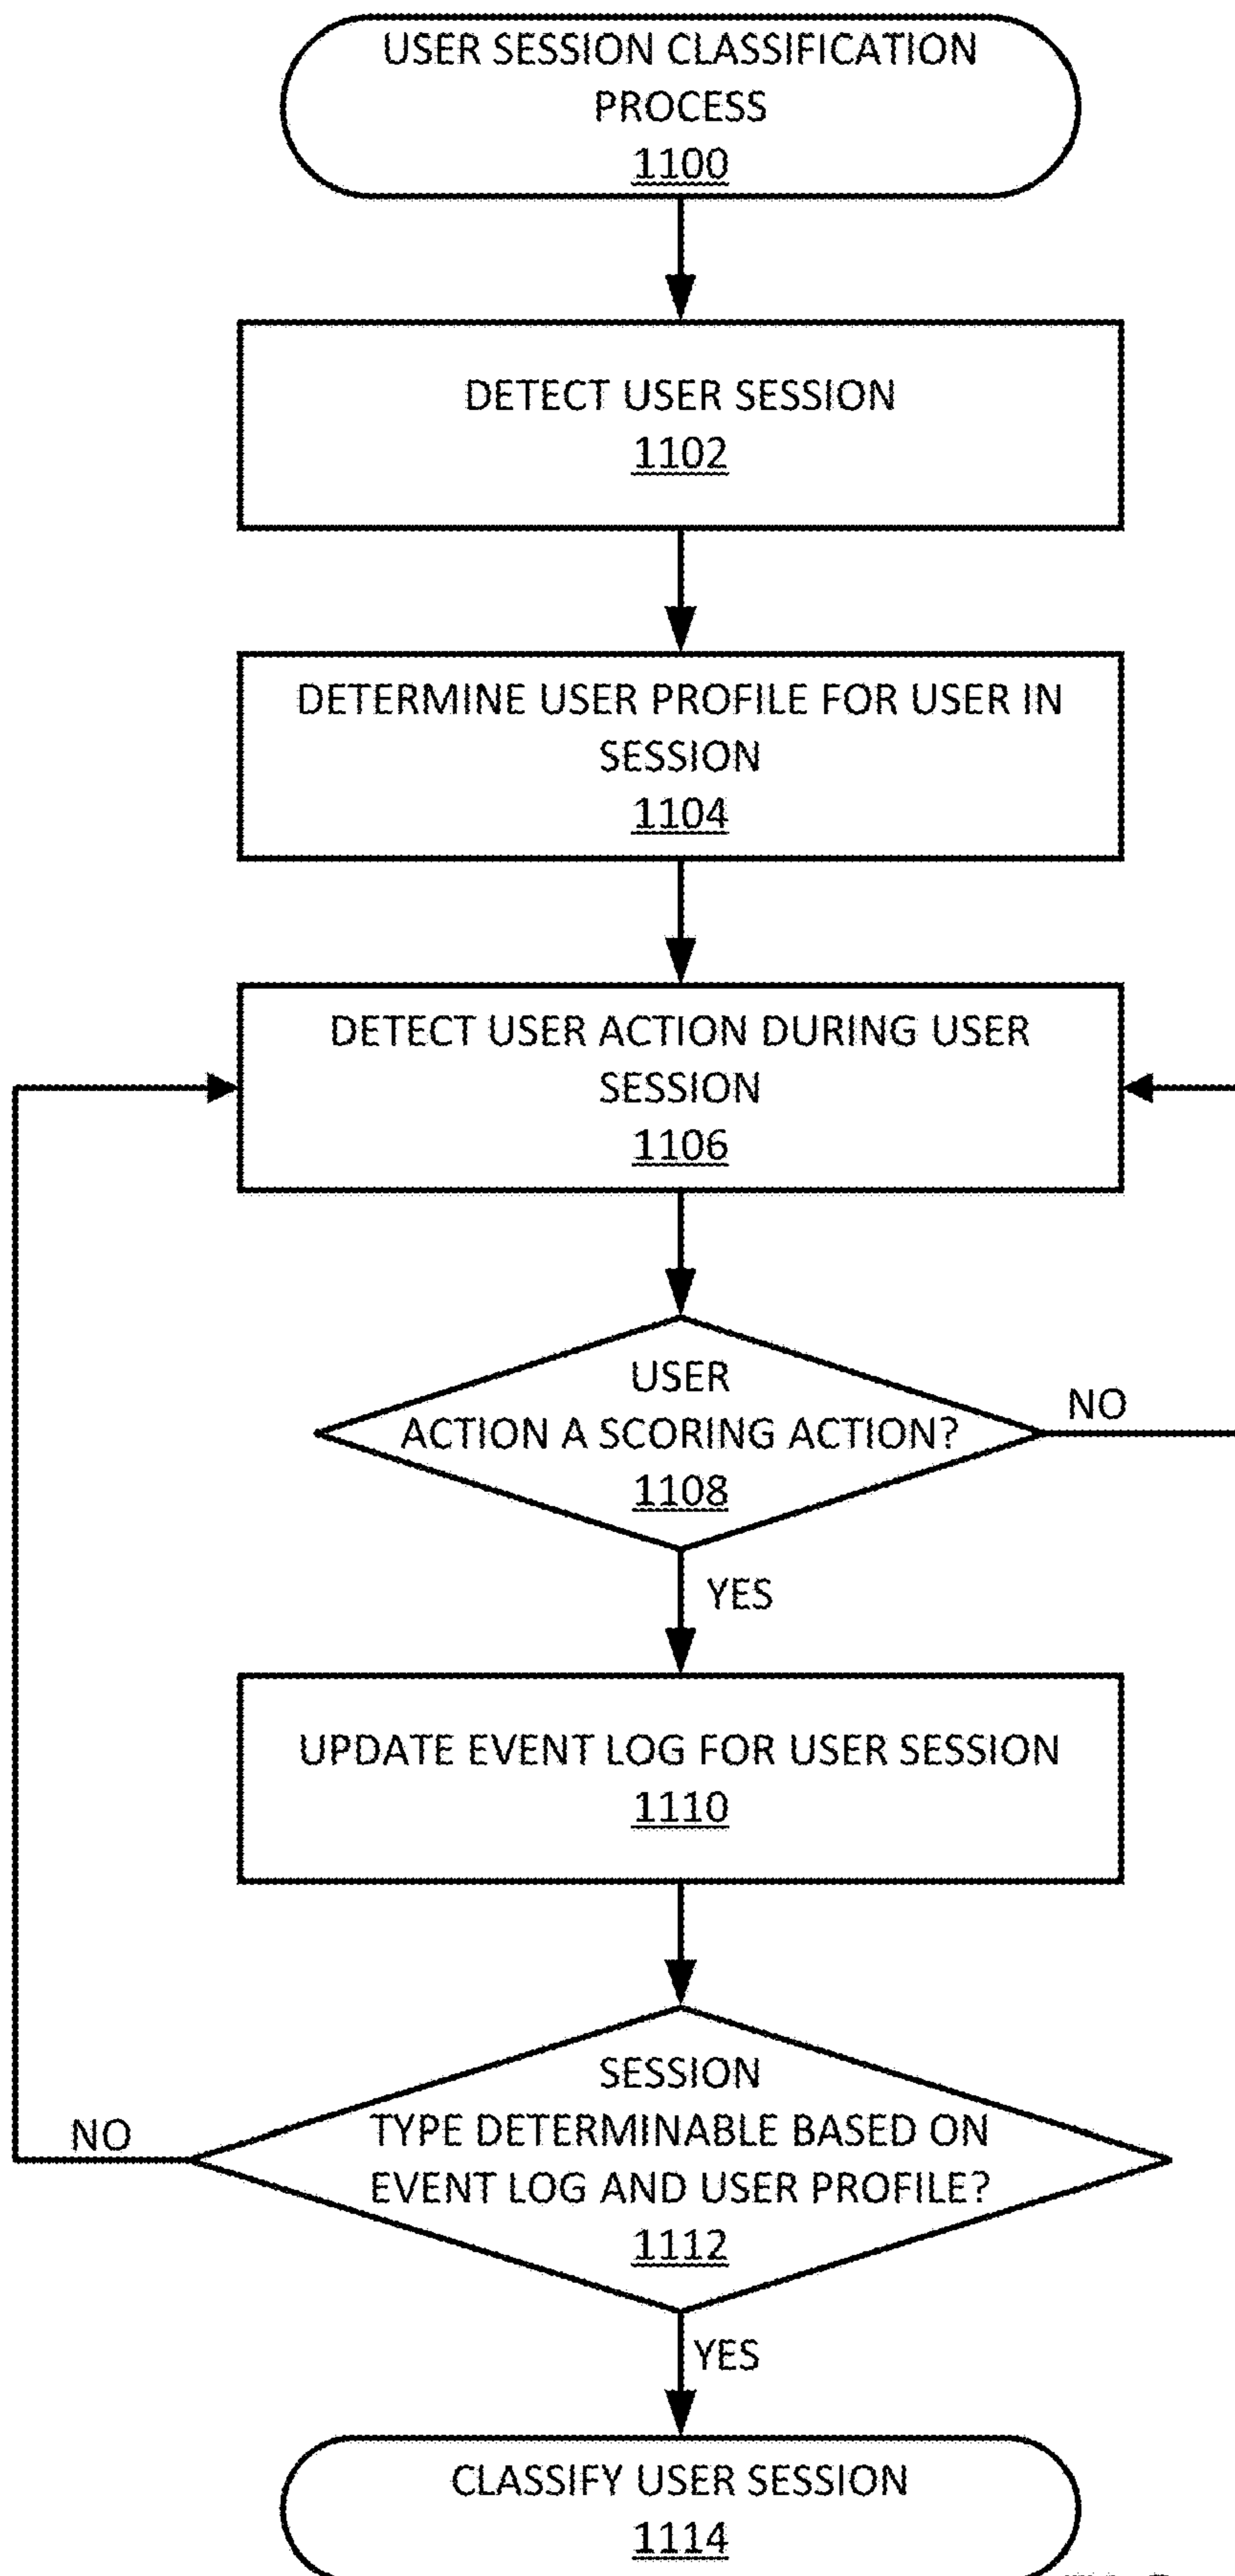 USER SESSION CLASSIFICATION
PROCESS
1100
DETECT USER SESSION
1102
DETERMINE USER PROFILE FOR USER IN
SESSION
1104
DETECT USER ACTION DURING USER
SESSION
1106
USER
ACTION A SCORING ACTION?
1108
NO
YES
UPDATE EVENT LOG FOR USER SESSION
1110
SESSION
TYPE DETERMINABLE BASED ON
EVENT LOG AND USER PROFILE?
1112
NO
YES
CLASSIFY USER SESSION
1114